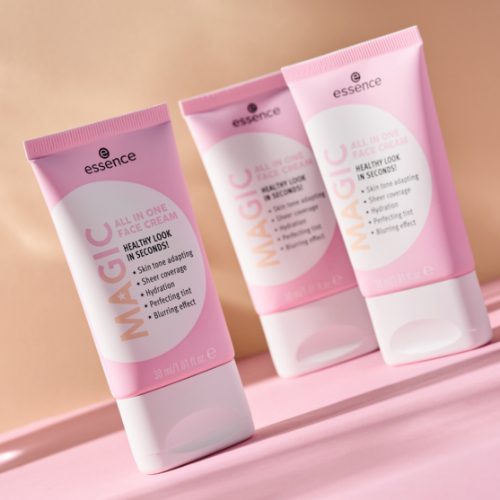 essence
MAGIC
ALL IN ONE
FACE CREAM
HEALTHY LOOK
IN SECONDS!
• Skin tone adapting
• Sheer coverage
• Hydration
• Perfecting tint
• Blurring effect
30 ml/1.01 fl.oz. e
essence
MAGIC
ALL IN ONE
FACE CREAM
HEALTHY LOOK
IN SECONDS!
• Skin tone adapting
• Sheer coverage
• Hydration
• Perfecting tint
• Blurring effect
essence
MAGIC
ALL IN ONE
FACE CREAM
HEALTHY LOOK
IN SECONDS!
• Skin tone adapting
• Sheer coverage
• Hydration
• Perfecting tint
• Blurring effect